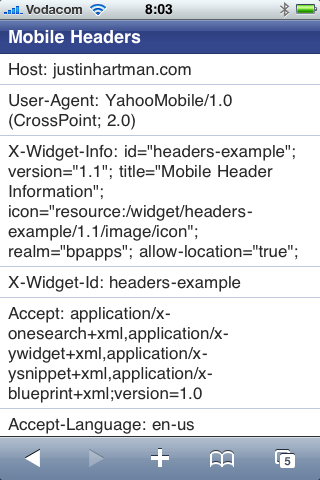 Vodacom 8:03
Mobile Headers
Host: justinhartman.com
User-Agent: YahooMobile/1.0
(CrossPoint; 2.0)
X-Widget-Info: id="headers-example";
version="1.1"; title="Mobile Header
Information";
icon="resource:/widget/headers-
example/1.1/image/icon";
realm="bpapps"; allow-location="true";
X-Widget-Id: headers-example
Accept: application/x-
onesearch+xml,application/x-
ywidget+xml,application/x-
ysnippet+xml,application/x-
blueprint+xml;version=1.0
Accept-Language: en-us
5